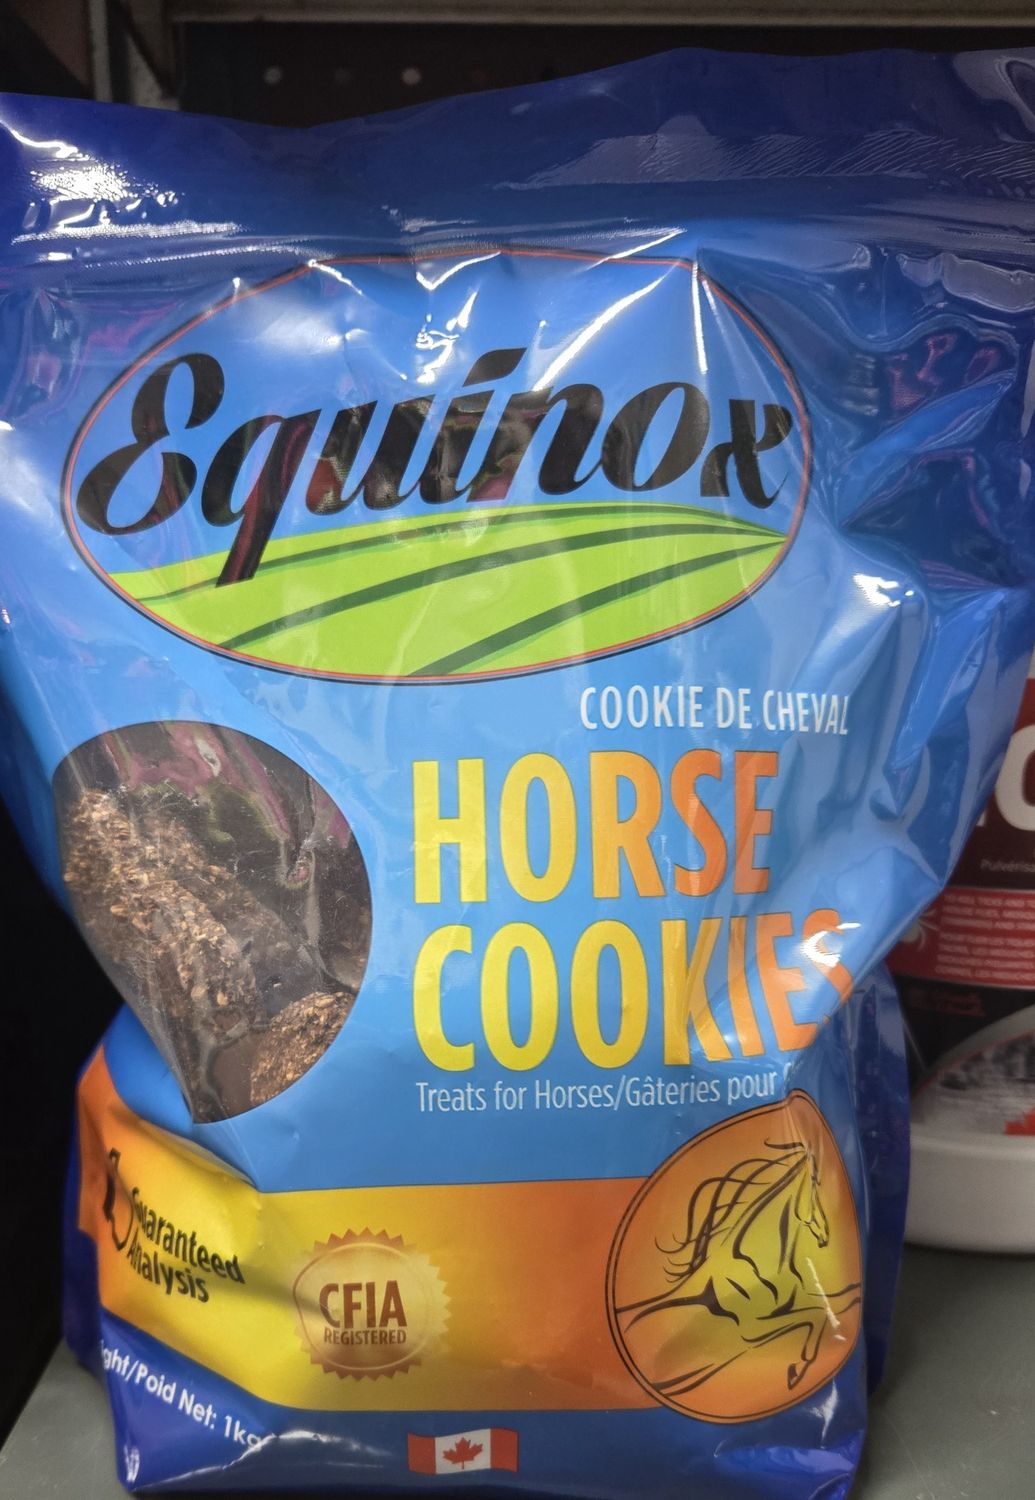 Equinox
COOKIE DE CHEVAL
HORSE
COOKIES
Treats for Horses/Gâteries pour
Guaranteed
Analysis
CFIA
REGISTERED
Poid Net: 1kg